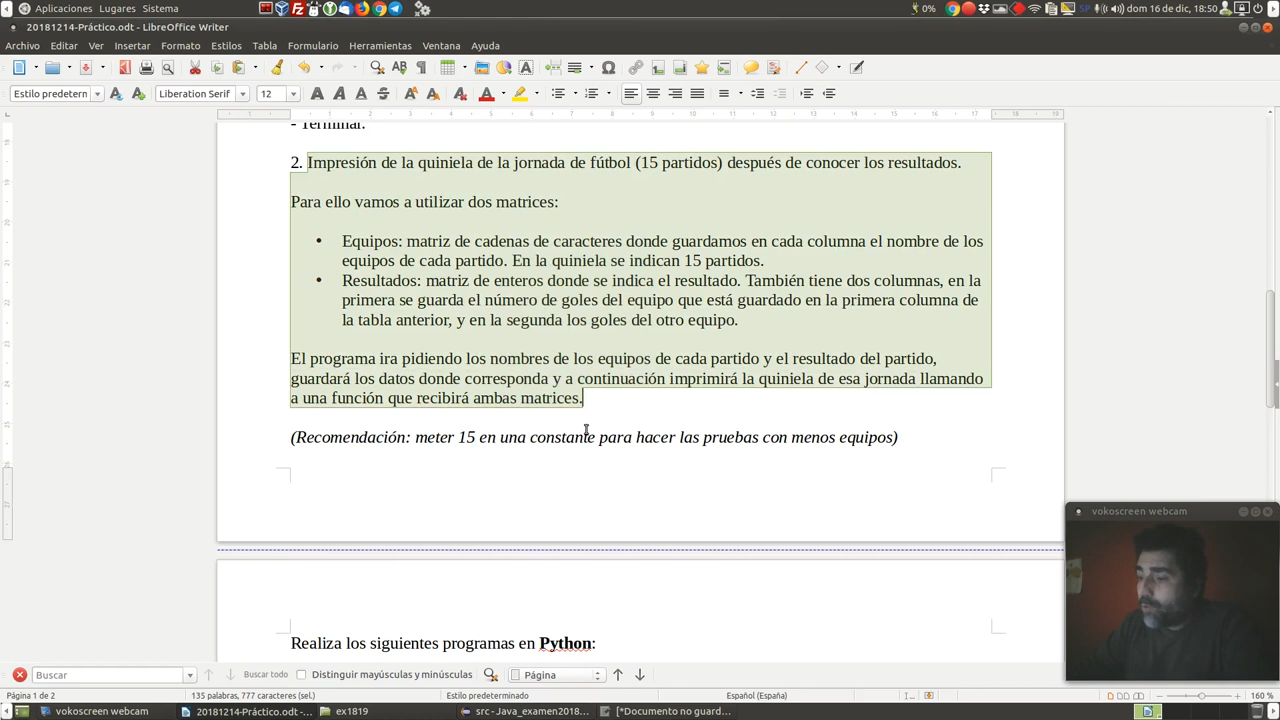 Aplicaciones Lugares Sistema
0% SP dom 16 de dic, 18:50
20181214-Práctico.odt - LibreOffice Writer
Archivo Editar Ver Insertar Formato Estilos Tabla Formulario Herramientas Ventana Ayuda
Estilo predetern Liberation Serif 12
- Terminar.
2. Impresión de la quiniela de la jornada de fútbol (15 partidos) después de conocer los resultados.
Para ello vamos a utilizar dos matrices:
• Equipos: matriz de cadenas de caracteres donde guardamos en cada columna el nombre de los
equipos de cada partido. En la quiniela se indican 15 partidos.
• Resultados: matriz de enteros donde se indica el resultado. También tiene dos columnas, en la
primera se guarda el número de goles del equipo que está guardado en la primera columna de
la tabla anterior, y en la segunda los goles del otro equipo.
El programa ira pidiendo los nombres de los equipos de cada partido y el resultado del partido,
guardará los datos donde corresponda y a continuación imprimirá la quiniela de esa jornada llamando
a una función que recibirá ambas matrices.
(Recomendación: meter 15 en una constante para hacer las pruebas con menos equipos)
vokoscreen webcam
Realiza los siguientes programas en Python:
Buscar Buscar todo Distinguir mayúsculas y minúsculas Página
Página 1 de 2 135 palabras, 777 caracteres (sel.) Estilo predeterminado Español (España) 160 %
vokoscreen webcam 20181214-Práctico.odt -... ex1819 src - Java_examen2018... [*Documento no guard...